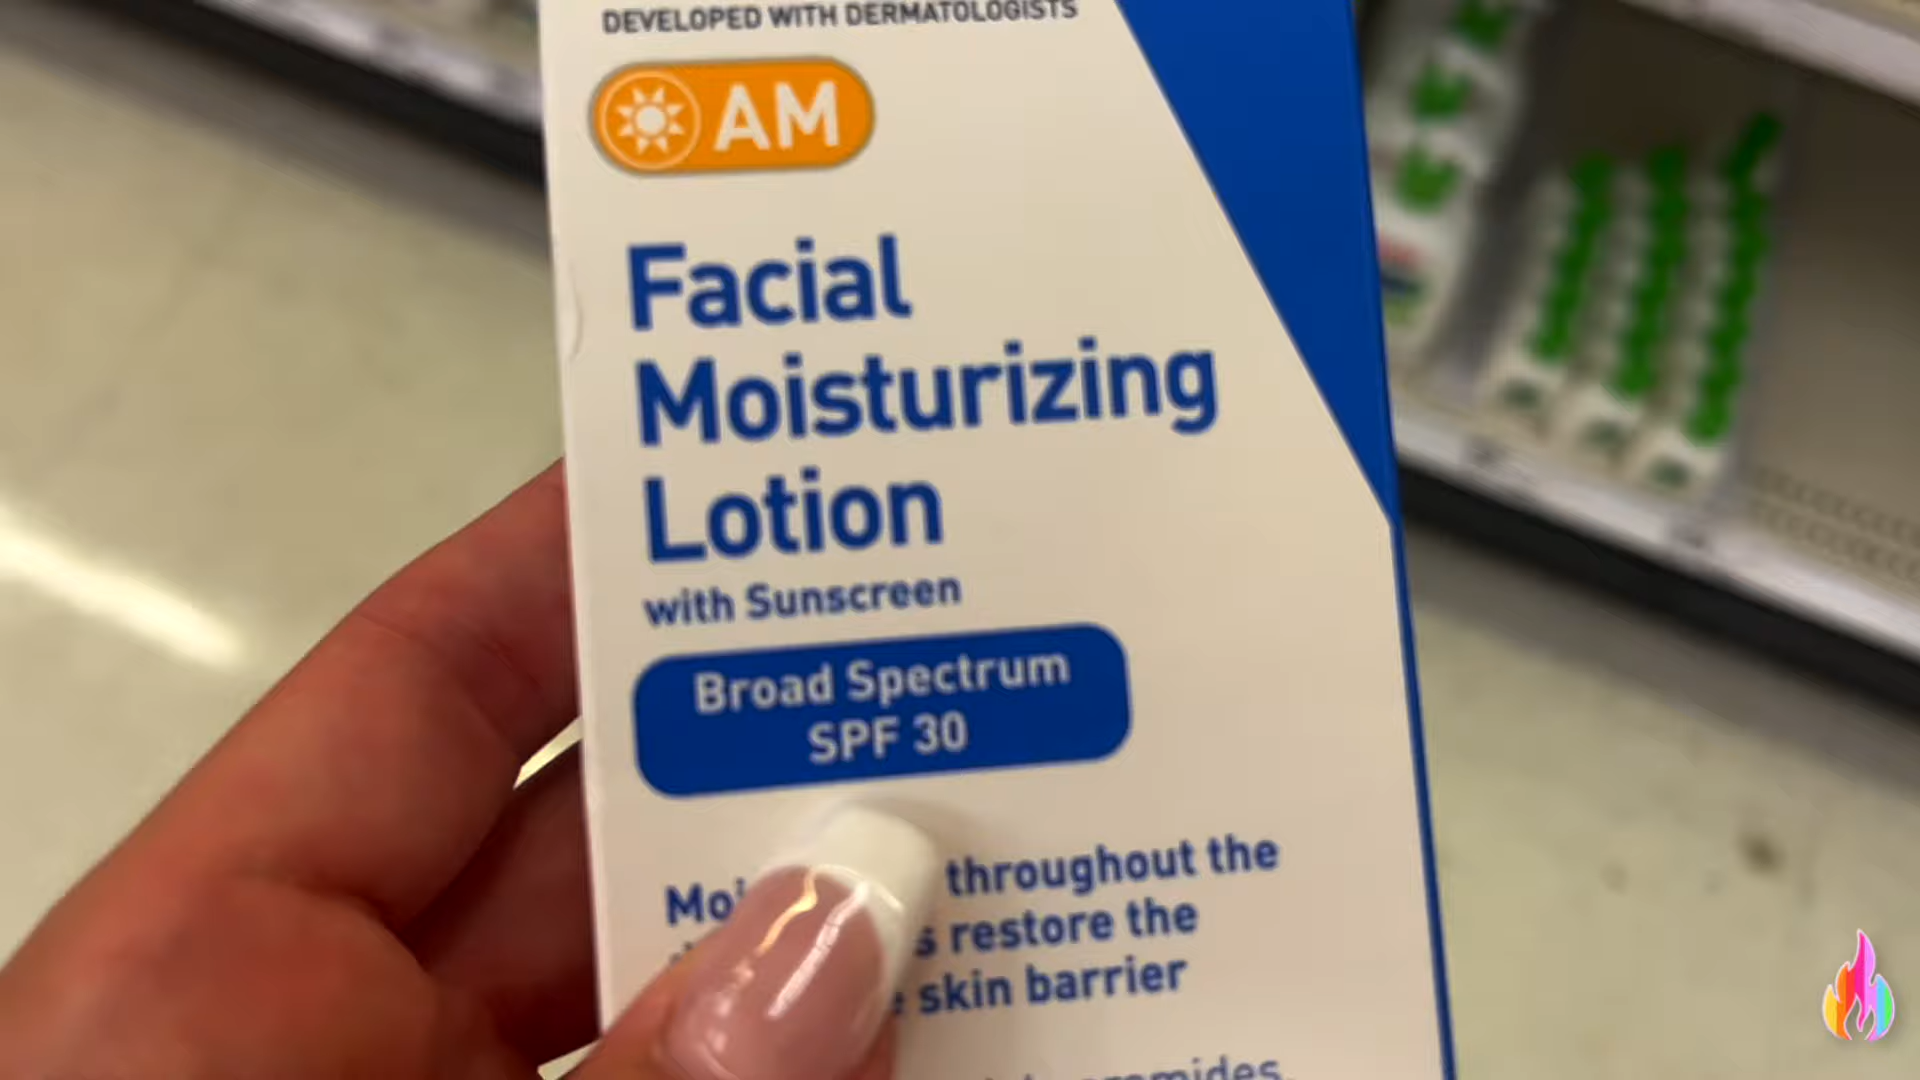 DEVELOPED WITH DERMATOLOGISTS
AM
Facial
Moisturizing
Lotion
with Sunscreen
Broad Spectrum
SPF 30
throughout the
restore the
skin barrier